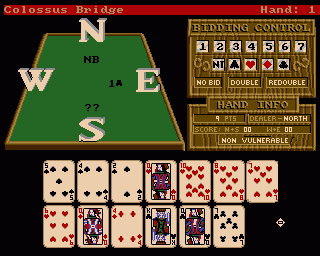 Colossus Bridge Hand: 1
N
BIDDING CONTROL
NB
1 2 3 4 5 6 7
W 1♠ E
NT ♠ ♥ ♦ ♣
NO BID DOUBLE REDOUBLE
??
HAND INFO
S
9 PTS DEALER-NORTH
SCORE: N+S 00 W+E 00
NON VULNERABLE